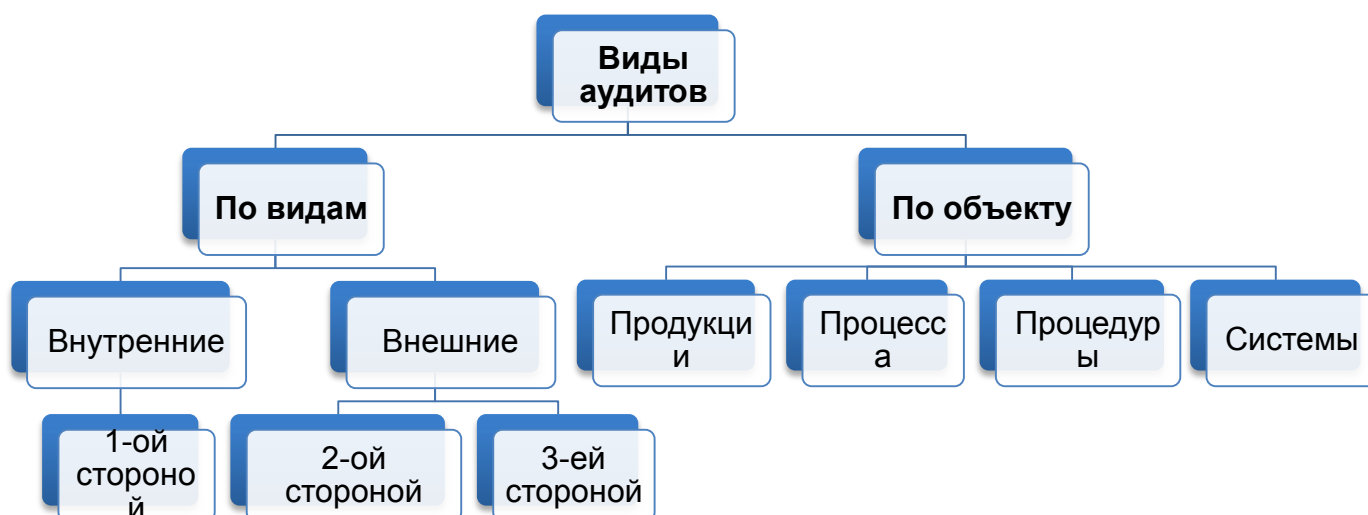 Виды
аудитов
По видам
По объекту
Внутренние
Внешние
Продукци
и
Процесс
а
Процедур
ы
Системы
1-ой
стороно
й
2-ой
стороной
3-ей
стороной